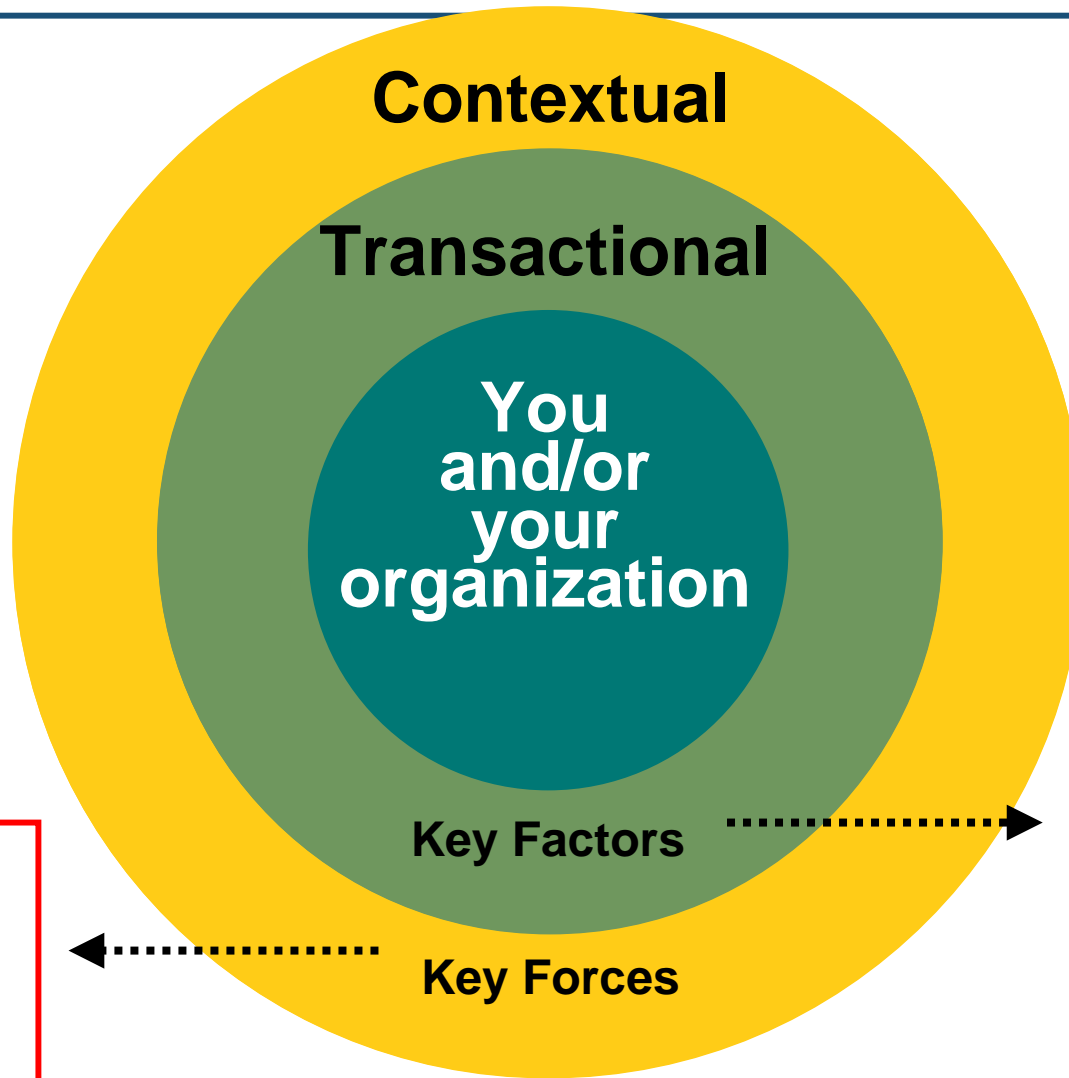 Contextual
Transactional
You
and/or
your
organization
Key Factors
Key Forces